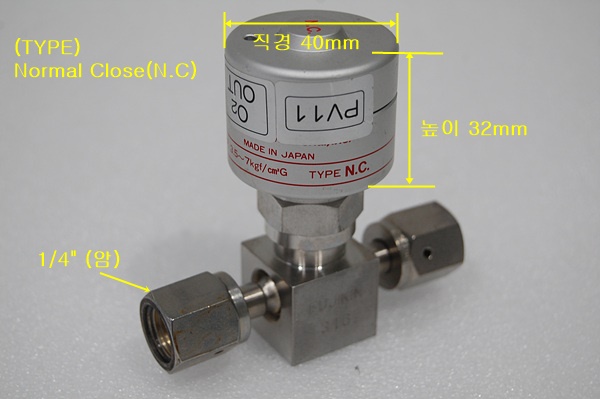 (TYPE)
Normal Close(N.C)
직경 40mm
높이 32mm
O2
OUT
PV11
MADE IN JAPAN
3.5~7kgf/cm²G TYPE N.C.
1/4" (암)
FUJIKIN
316L